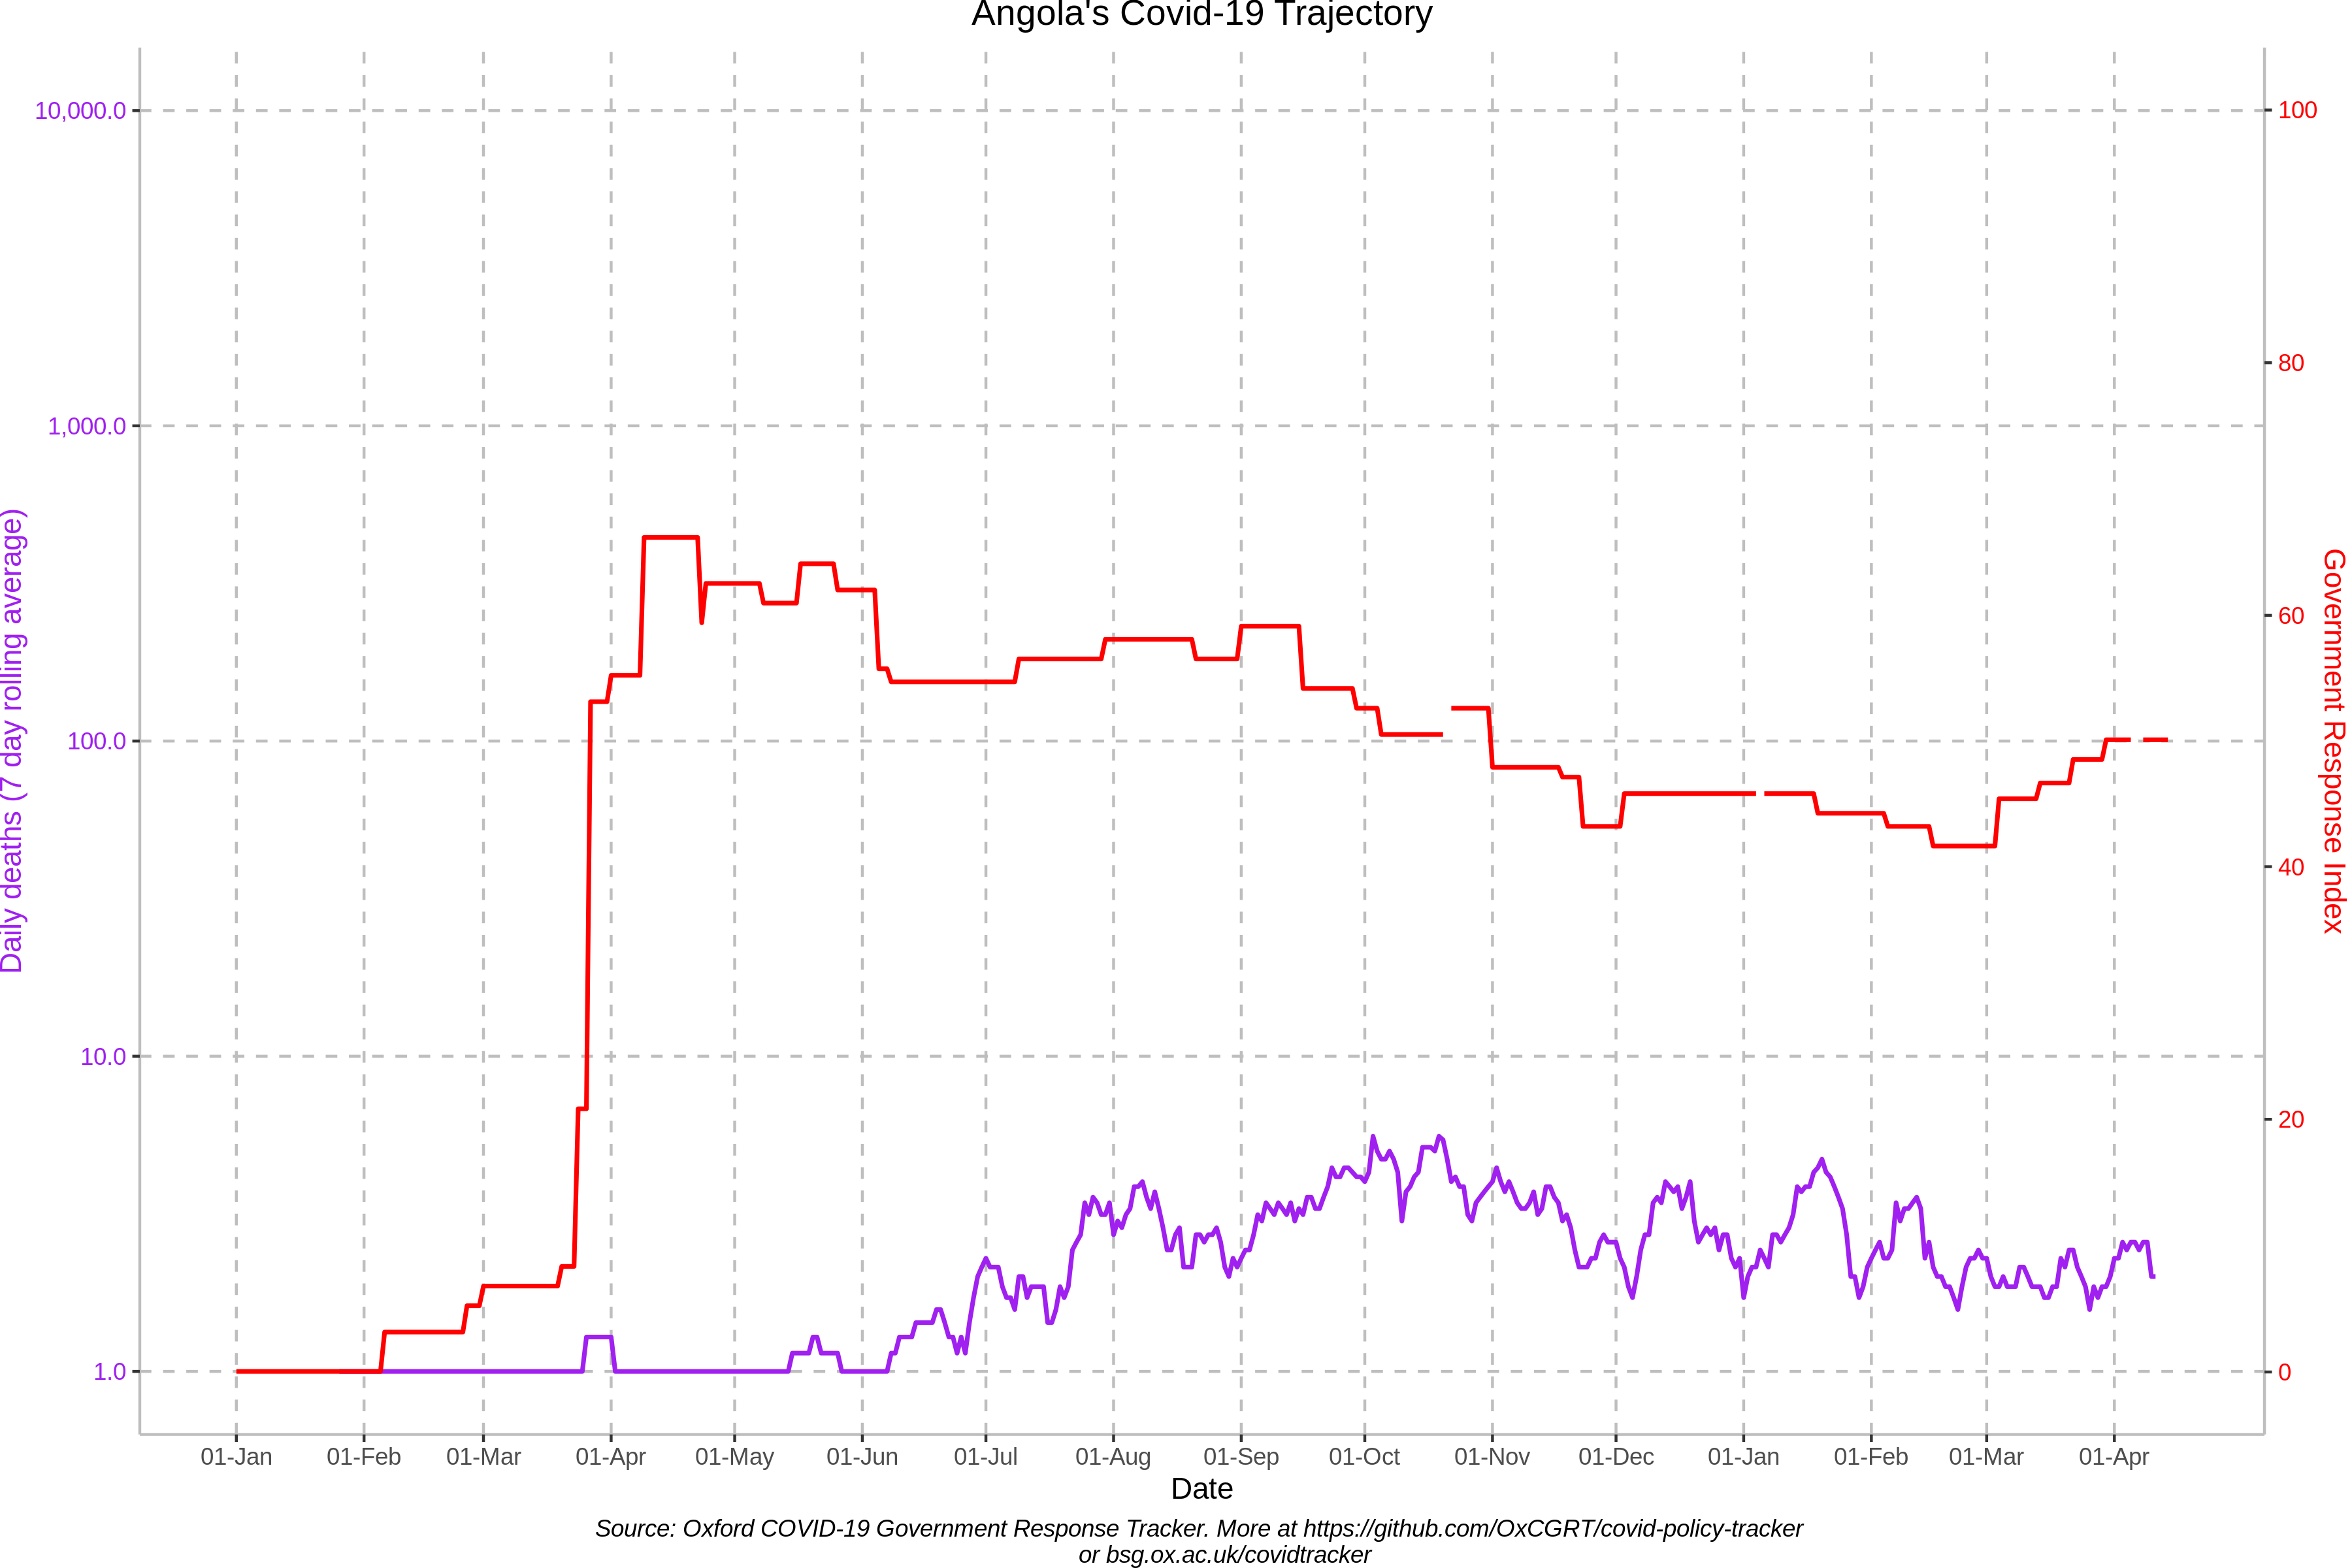 Angola's Covid-19 Trajectory
10,000.0
1,000.0
100.0
10.0
1.0
Daily deaths (7 day rolling average)
100
80
60
40
20
0
Government Response Index
01-Jan
01-Feb
01-Mar
01-Apr
01-May
01-Jun
01-Jul
01-Aug
01-Sep
01-Oct
01-Nov
01-Dec
01-Jan
01-Feb
01-Mar
01-Apr
Date
Source: Oxford COVID-19 Government Response Tracker. More at https://github.com/OxCGRT/covid-policy-tracker
or bsg.ox.ac.uk/covidtracker